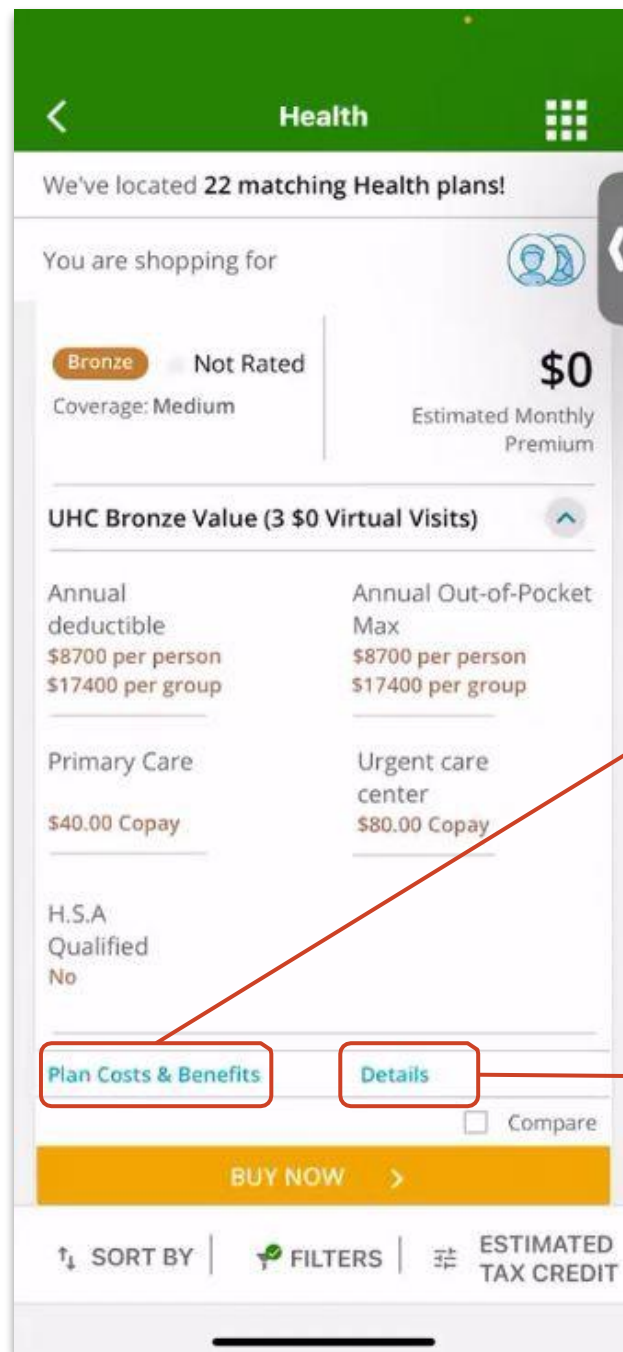 Health
We've located 22 matching Health plans!
You are shopping for
Bronze Not Rated
Coverage: Medium
$0
Estimated Monthly
Premium
UHC Bronze Value (3 $0 Virtual Visits)
Annual
deductible
$8700 per person
$17400 per group
Annual Out-of-Pocket
Max
$8700 per person
$17400 per group
Primary Care
$40.00 Copay
Urgent care
center
$80.00 Copay
H.S.A
Qualified
No
Plan Costs & Benefits
Details
Compare
BUY NOW
SORT BY
FILTERS
ESTIMATED
TAX CREDIT